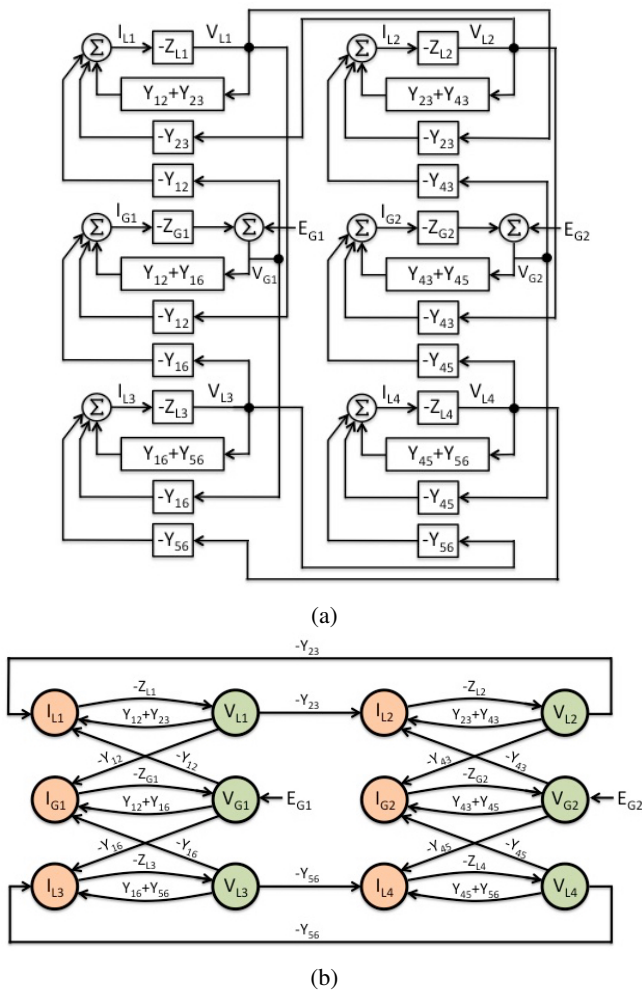 I_L1 -Z_L1 V_L1 I_L2 -Z_L2 V_L2
Σ Σ
Y_12+Y_23 Y_23+Y_43
-Y_23 -Y_23
-Y_12 -Y_43
I_G1 -Z_G1 Σ E_G1 I_G2 -Z_G2 Σ E_G2
Σ Σ
Y_12+Y_16 V_G1 Y_43+Y_45 V_G2
-Y_12 -Y_43
-Y_16 -Y_45
I_L3 -Z_L3 V_L3 I_L4 -Z_L4 V_L4
Σ Σ
Y_16+Y_56 Y_45+Y_56
-Y_16 -Y_45
-Y_56 -Y_56
(a)
-Y_23
I_L1 -Z_L1 V_L1 -Y_23 I_L2 -Z_L2 V_L2
Y_12+Y_23 Y_23+Y_43
-Y_12 -Y_12 -Y_43 -Y_43
I_G1 -Z_G1 V_G1 E_G1 I_G2 -Z_G2 V_G2 E_G2
Y_12+Y_16 Y_43+Y_45
-Y_16 -Y_16 -Y_45 -Y_45
I_L3 -Z_L3 V_L3 -Y_56 I_L4 -Z_L4 V_L4
Y_16+Y_56 Y_45+Y_56
-Y_56
(b)